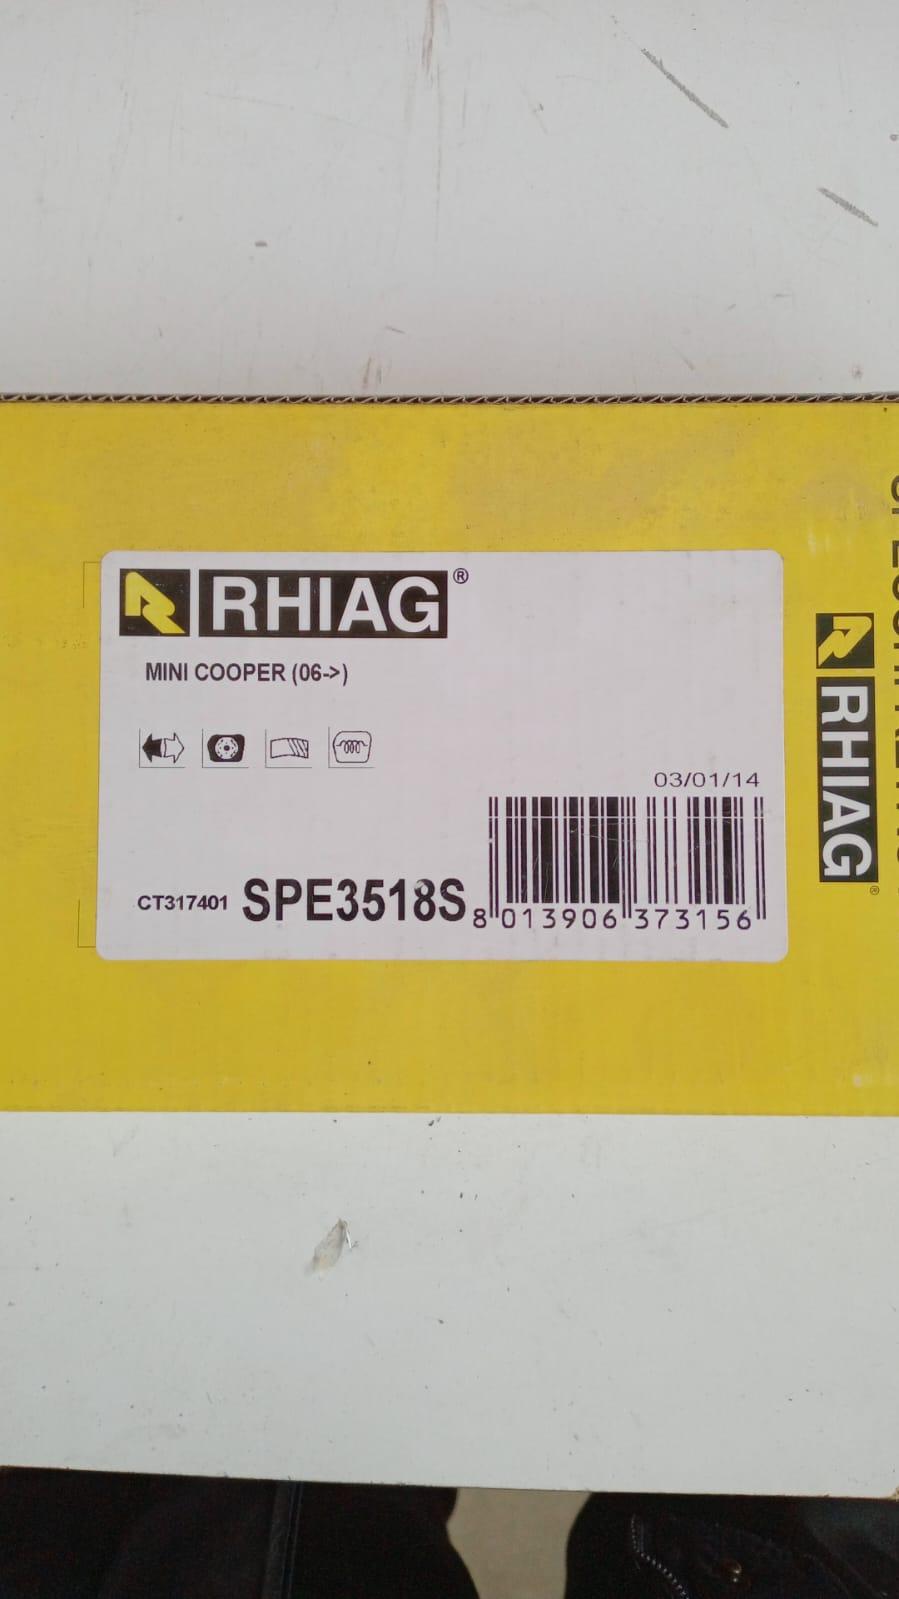 RHIAG®
MINI COOPER (06->)
03/01/14
CT317401 SPE3518S
8 013906 373156
RHIAG®